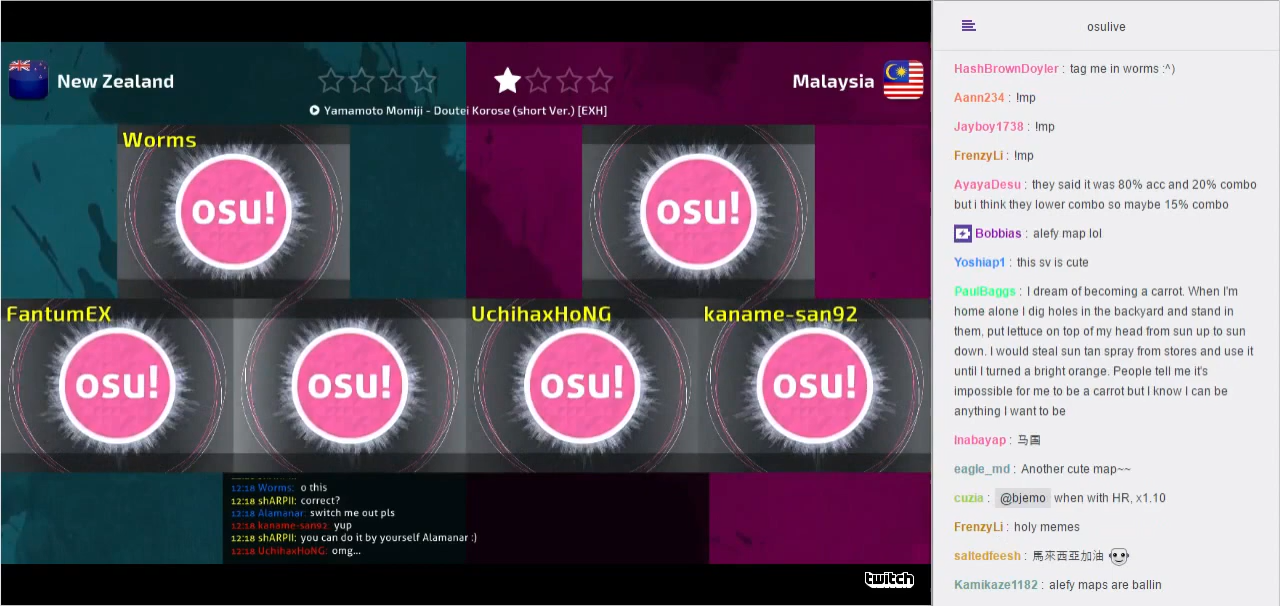 New Zealand
Malaysia
Yamamoto Momiji - Doutei Korose (short Ver.) [EXH]
Worms
osu!
osu!
FantumEX
UchihaxHoNG
kaname-san92
osu!
osu!
osu!
osu!
12:18 Worms: o this
12:18 shARPII: correct?
12:18 Alamanar: switch me out pls
12:18 kaname-san92: yup
12:18 shARPII: you can do it by yourself Alamanar :)
12:18 UchihaxHoNG: omg...
twitch
osulive
HashBrownDoyler : tag me in worms :^)
Aann234 : !mp
Jayboy1738 : !mp
FrenzyLi : !mp
AyayaDesu : they said it was 80% acc and 20% combo
but i think they lower combo so maybe 15% combo
Bobbias : alefy map lol
Yoshiap1 : this sv is cute
PaulBaggs : I dream of becoming a carrot. When I'm
home alone I dig holes in the backyard and stand in
them, put lettuce on top of my head from sun up to sun
down. I would steal sun tan spray from stores and use it
until I turned a bright orange. People tell me it's
impossible for me to be a carrot but I know I can be
anything I want to be
Inabayap : 马国
eagle_md : Another cute map~~
cuzia : @bjemo when with HR, x1.10
FrenzyLi : holy memes
saltedfeesh : 馬來西亞加油
Kamikaze1182 : alefy maps are ballin